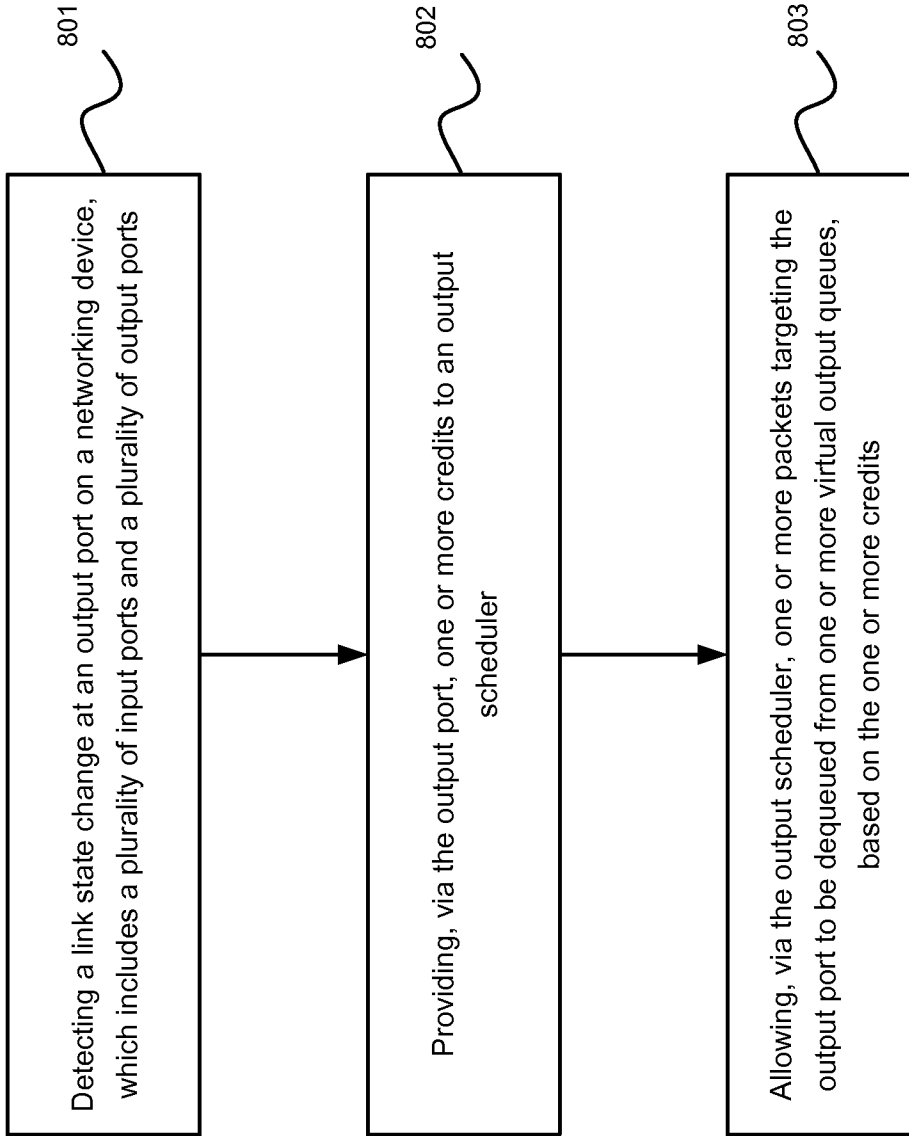 801
Detecting a link state change at an output port on a networking device,
which includes a plurality of input ports and a plurality of output ports
802
Providing, via the output port, one or more credits to an output
scheduler
803
Allowing, via the output scheduler, one or more packets targeting the
output port to be dequeued from one or more virtual output queues,
based on the one or more credits